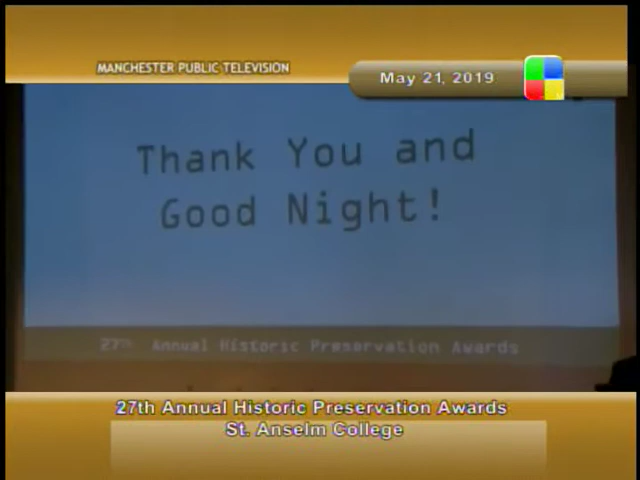 MANCHESTER PUBLIC TELEVISION
May 21, 2019
Thank You and
Good Night!
27th Annual Historic Preservation Awards
27th Annual Historic Preservation Awards
St. Anselm College